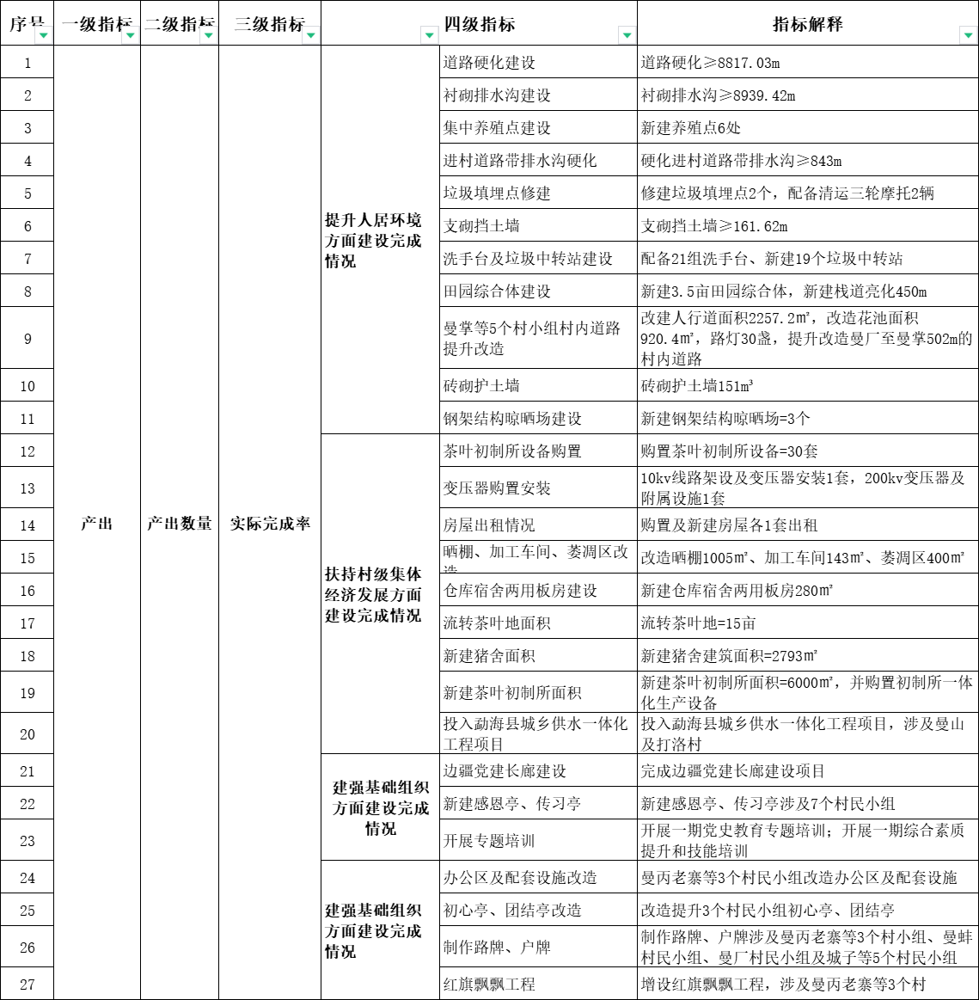 序号 一级指标 二级指标 三级指标 四级指标 指标解释
产出
产出数量
实际完成率
提升人居环境
方面建设完成
情况
1 道路硬化建设 道路硬化≥8817.03m
2 衬砌排水沟建设 衬砌排水沟≥8939.42m
3 集中养殖点建设 新建养殖点6处
4 进村道路带排水沟硬化 硬化进村道路带排水沟≥843m
5 垃圾填埋点修建 修建垃圾填埋点2个，配备清运三轮摩托2辆
6 支砌挡土墙 支砌挡土墙≥161.62m
7 洗手台及垃圾中转站建设 配备21组洗手台、新建19个垃圾中转站
8 田园综合体建设 新建3.5亩田园综合体，新建栈道亮化450m
9 曼掌等5个村小组村内道路
提升改造
改建人行道面积2257.2㎡，改造花池面积
920.4㎡，路灯30盏，提升改造曼厂至曼掌502m的
村内道路
10 砖砌护土墙 砖砌护土墙151m³
11 钢架结构晾晒场建设 新建钢架结构晾晒场=3个
扶持村级集体
经济发展方面
建设完成情况
12 茶叶初制所设备购置 购置茶叶初制所设备=30套
13 变压器购置安装 10kv线路架设及变压器安装1套，200kv变压器及
附属设施1套
14 房屋出租情况 购置及新建房屋各1套出租
15 晒棚、加工车间、萎凋区改
造
改造晒棚1005㎡、加工车间143㎡、萎凋区400㎡
16 仓库宿舍两用板房建设 新建仓库宿舍两用板房280㎡
17 流转茶叶地面积 流转茶叶地=15亩
18 新建猪舍面积 新建猪舍建筑面积=2793㎡
19 新建茶叶初制所面积 新建茶叶初制所面积=6000㎡，并购置初制所一体
化生产设备
20 投入勐海县城乡供水一体化
工程项目
投入勐海县城乡供水一体化工程项目，涉及曼山
及打洛村
建强基础组织
方面建设完成
情况
21 边疆党建长廊建设 完成边疆党建长廊建设项目
22 新建感恩亭、传习亭 新建感恩亭、传习亭涉及7个村民小组
23 开展专题培训 开展一期党史教育专题培训；开展一期综合素质
提升和技能培训
建强基础组织
方面建设完成
情况
24 办公区及配套设施改造 曼丙老寨等3个村民小组改造办公区及配套设施
25 初心亭、团结亭改造 改造提升3个村民小组初心亭、团结亭
26 制作路牌、户牌 制作路牌、户牌涉及曼丙老寨等3个村小组、曼蚌
村民小组、曼厂村民小组及城子等5个村民小组
27 红旗飘飘工程 增设红旗飘飘工程，涉及曼丙老寨等3个村